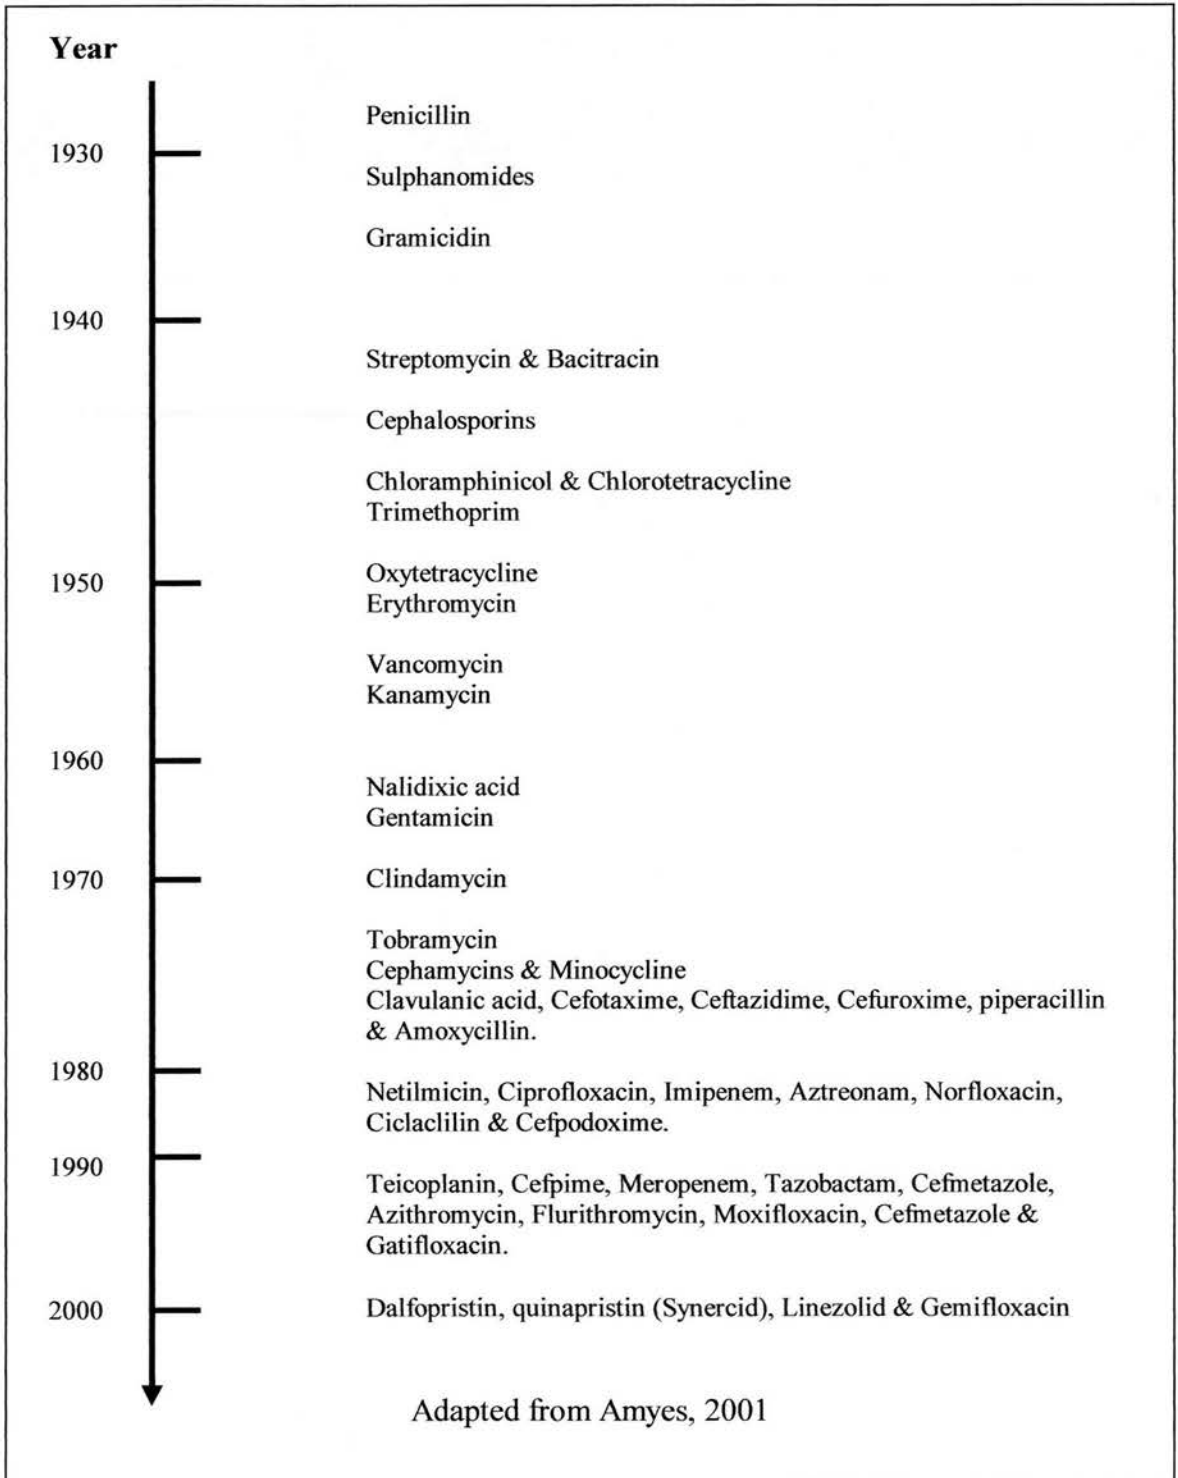 Year
Penicillin
1930
Sulphanomides
Gramicidin
1940
Streptomycin & Bacitracin
Cephalosporins
Chloramphinicol & Chlorotetracycline
Trimethoprim
Oxytetracycline
1950
Erythromycin
Vancomycin
Kanamycin
1960
Nalidixic acid
Gentamicin
1970 Clindamycin
Tobramycin
Cephamycins & Minocycline
Clavulanic acid, Cefotaxime, Ceftazidime, Cefuroxime, piperacillin
& Amoxycillin.
1980
Netilmicin, Ciprofloxacin, Imipenem, Aztreonam, Norfloxacin,
Ciclaclilin & Cefpodoxime.
1990
Teicoplanin, Cefpime, Meropenem, Tazobactam, Cefmetazole,
Azithromycin, Flurithromycin, Moxifloxacin, Cefmetazole &
Gatifloxacin.
2000 Dalfopristin, quinapristin (Synercid), Linezolid & Gemifloxacin
Adapted from Amyes, 2001